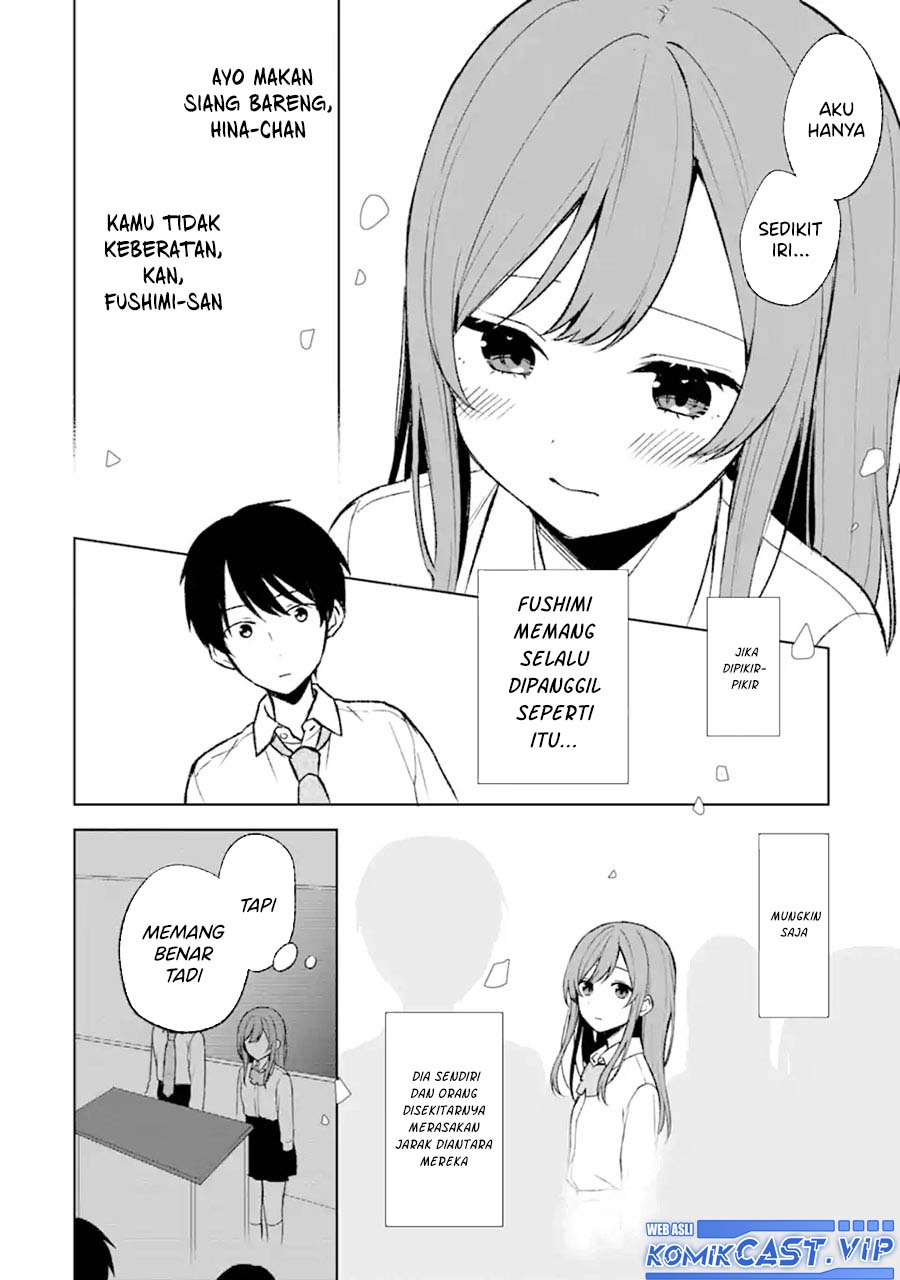 AKU
HANYA
SEDIKIT
IRI...
AYO MAKAN
SIANG BARENG,
HINA-CHAN
KAMU TIDAK
KEBERATAN,
KAN,
FUSHIMI-SAN
JIKA
DIPIKIR-
PIKIR
FUSHIMI
MEMANG
SELALU
DIPANGGIL
SEPERTI
ITU...
MUNGKIN
SAJA
DIA SENDIRI
DAN ORANG
DISEKITARNYA
MERASAKAN
JARAK DIANTARA
MEREKA
TAPI
MEMANG
BENAR
TADI
WEB ASLI
KOMIKCAST.VIP